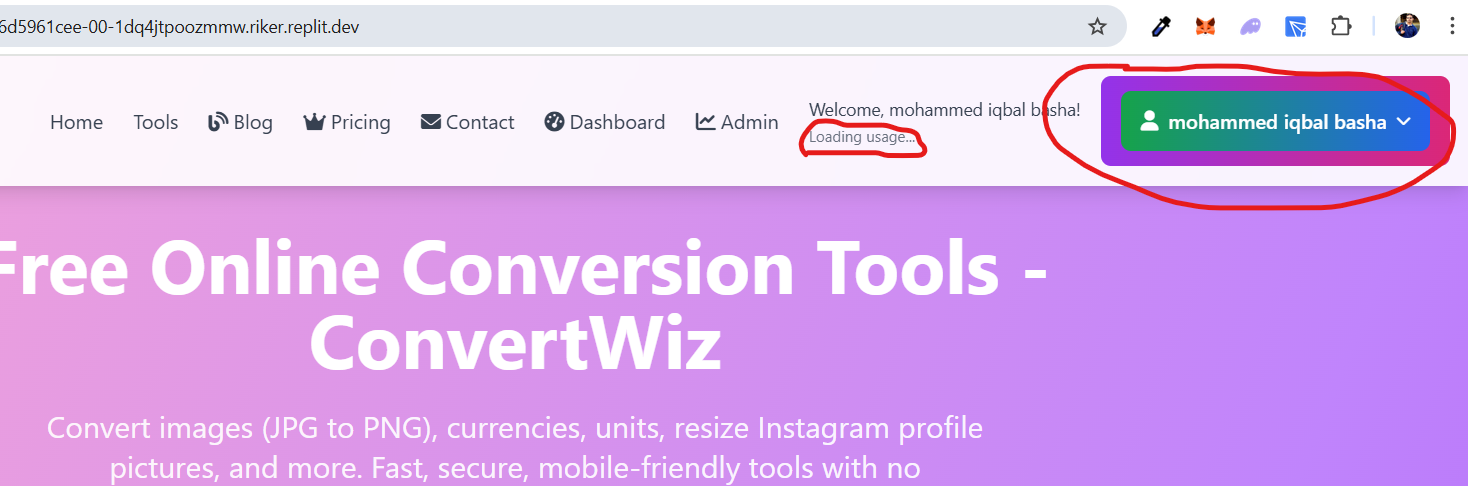 6d5961cee-00-1dq4jtpoozmmw.riker.replit.dev
Home Tools Blog Pricing Contact Dashboard Admin
Welcome, mohammed iqbal basha!
Loading usage...
mohammed iqbal basha
Free Online Conversion Tools -
ConvertWiz
Convert images (JPG to PNG), currencies, units, resize Instagram profile
pictures, and more. Fast, secure, mobile-friendly tools with no